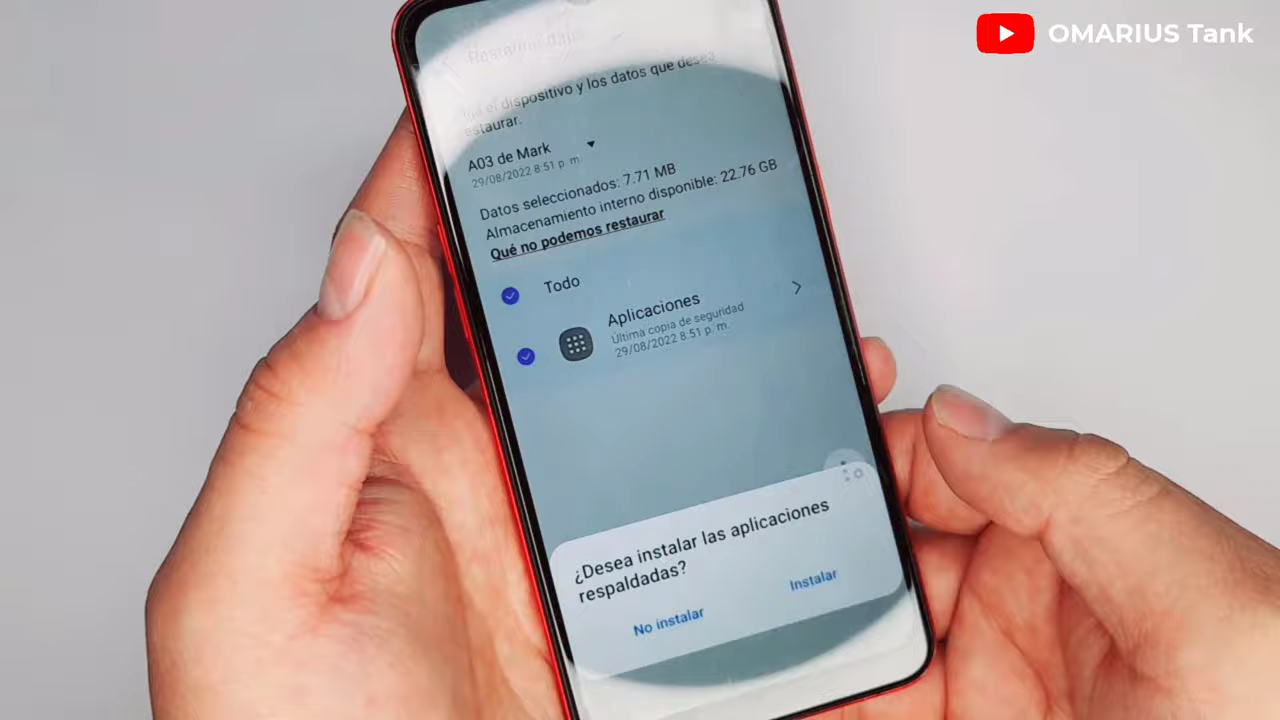 OMARIUS Tank
Restaurar datos
el dispositivo y los datos que desea
estaurar.
A03 de Mark
29/08/2022 8:51 p. m.
Datos seleccionados: 7.71 MB
Almacenamiento interno disponible: 22.76 GB
Qué no podemos restaurar
Todo
Aplicaciones
Última copia de seguridad
29/08/2022 8:51 p. m.
¿Desea instalar las aplicaciones
respaldadas?
No instalar
Instalar